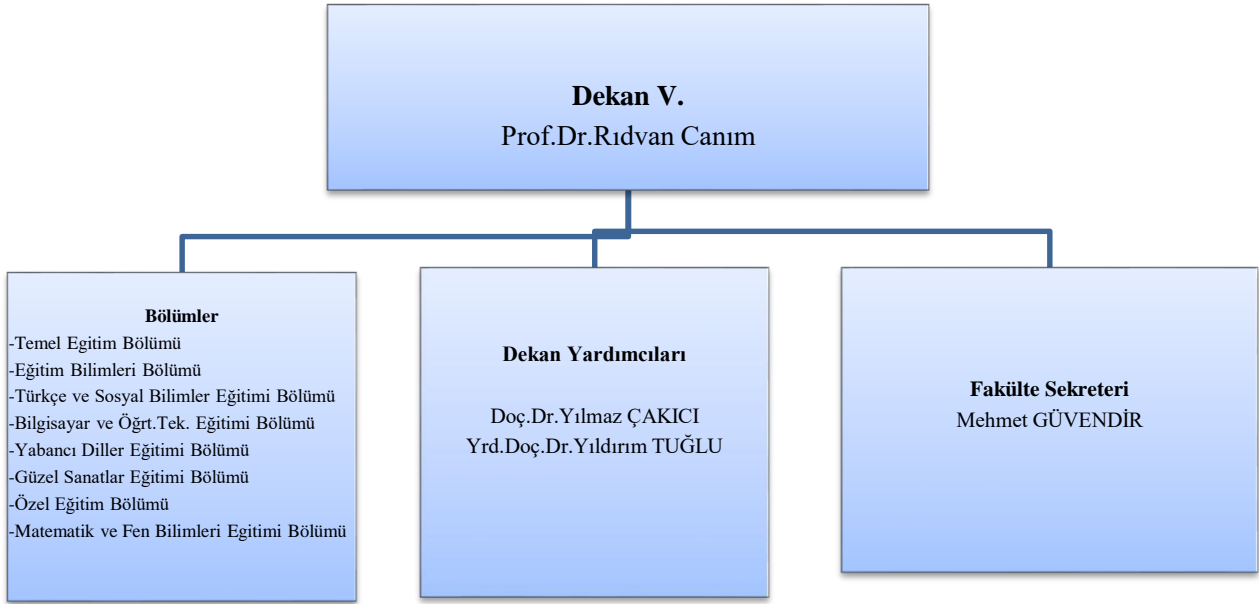 Dekan V.
Prof.Dr.Rıdvan Canım
Bölümler
-Temel Egitim Bölümü
-Eğitim Bilimleri Bölümü
-Türkçe ve Sosyal Bilimler Eğitimi Bölümü
-Bilgisayar ve Öğrt.Tek. Eğitimi Bölümü
-Yabancı Diller Eğitimi Bölümü
-Güzel Sanatlar Eğitimi Bölümü
-Özel Eğitim Bölümü
-Matematik ve Fen Bilimleri Egitimi Bölümü
Dekan Yardımcıları
Doç.Dr.Yılmaz ÇAKICI
Yrd.Doç.Dr.Yıldırım TUĞLU
Fakülte Sekreteri
Mehmet GÜVENDİR